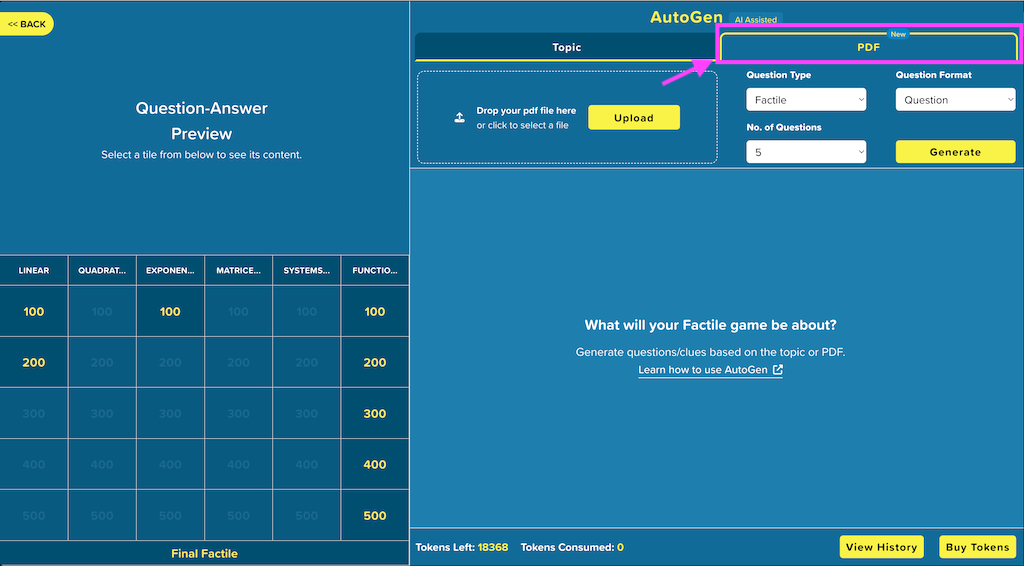 << BACK
Question-Answer
Preview
Select a tile from below to see its content.
LINEAR QUADRAT... EXPONEN... MATRICE... SYSTEMS... FUNCTIO...
100 100 100 100 100 100
200 200 200 200 200 200
300 300 300 300 300 300
400 400 400 400 400 400
500 500 500 500 500 500
Final Factile
AutoGen AI Assisted
Topic
New
PDF
Drop your pdf file here
or click to select a file
Upload
Question Type Question Format
Factile Question
No. of Questions
5 Generate
What will your Factile game be about?
Generate questions/clues based on the topic or PDF.
Learn how to use AutoGen
Tokens Left: 18368 Tokens Consumed: 0
View History Buy Tokens